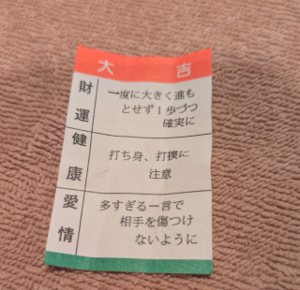 大 吉
財運
一度に大きく進も
とせず!歩づつ
確実に
健康
打ち身、打撲に
注意
愛情
多すぎる一言で
相手を傷つけ
ないように